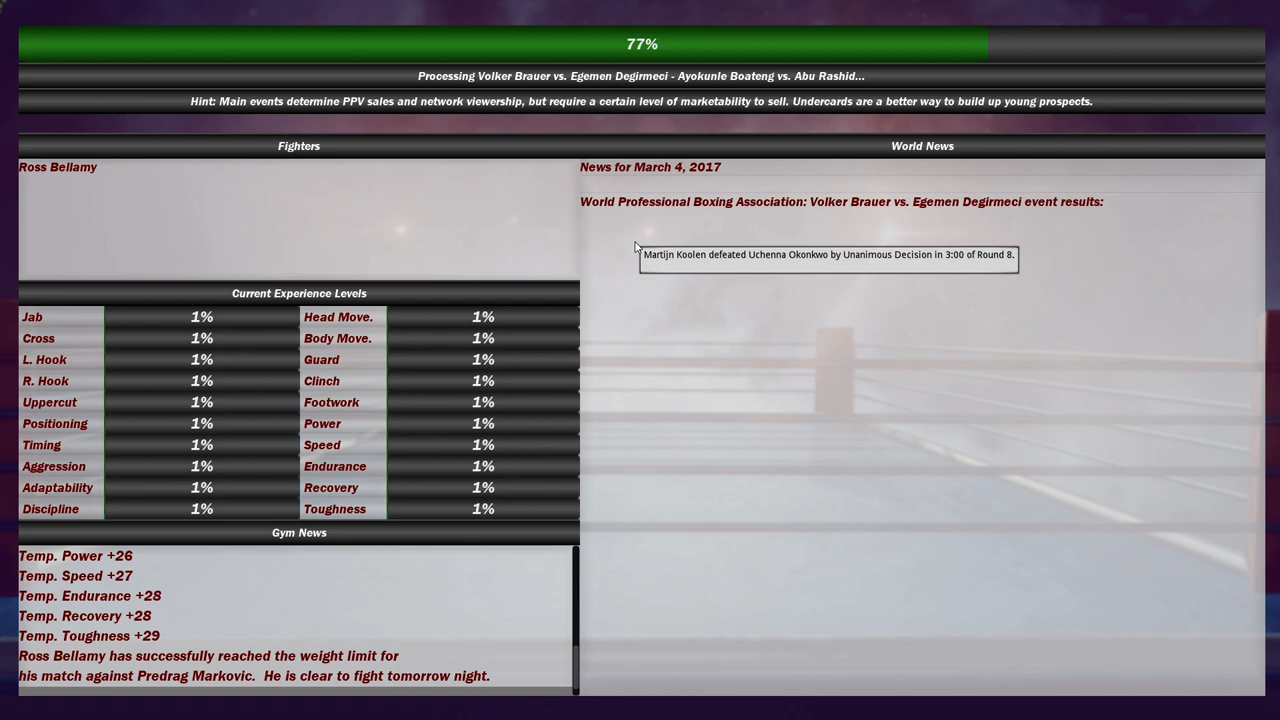 77%
Processing Volker Brauer vs. Egemen Degirmeci - Ayokunle Boateng vs. Abu Rashid...
Hint: Main events determine PPV sales and network viewership, but require a certain level of marketability to sell. Undercards are a better way to build up young prospects.
Fighters
Ross Bellamy
Current Experience Levels
Jab 1% Head Move. 1%
Cross 1% Body Move. 1%
L. Hook 1% Guard 1%
R. Hook 1% Clinch 1%
Uppercut 1% Footwork 1%
Positioning 1% Power 1%
Timing 1% Speed 1%
Aggression 1% Endurance 1%
Adaptability 1% Recovery 1%
Discipline 1% Toughness 1%
Gym News
Temp. Power +26
Temp. Speed +27
Temp. Endurance +28
Temp. Recovery +28
Temp. Toughness +29
Ross Bellamy has successfully reached the weight limit for
his match against Predrag Markovic.  He is clear to fight tomorrow night.
World News
News for March 4, 2017
World Professional Boxing Association: Volker Brauer vs. Egemen Degirmeci event results:
Martijn Koolen defeated Uchenna Okonkwo by Unanimous Decision in 3:00 of Round 8.